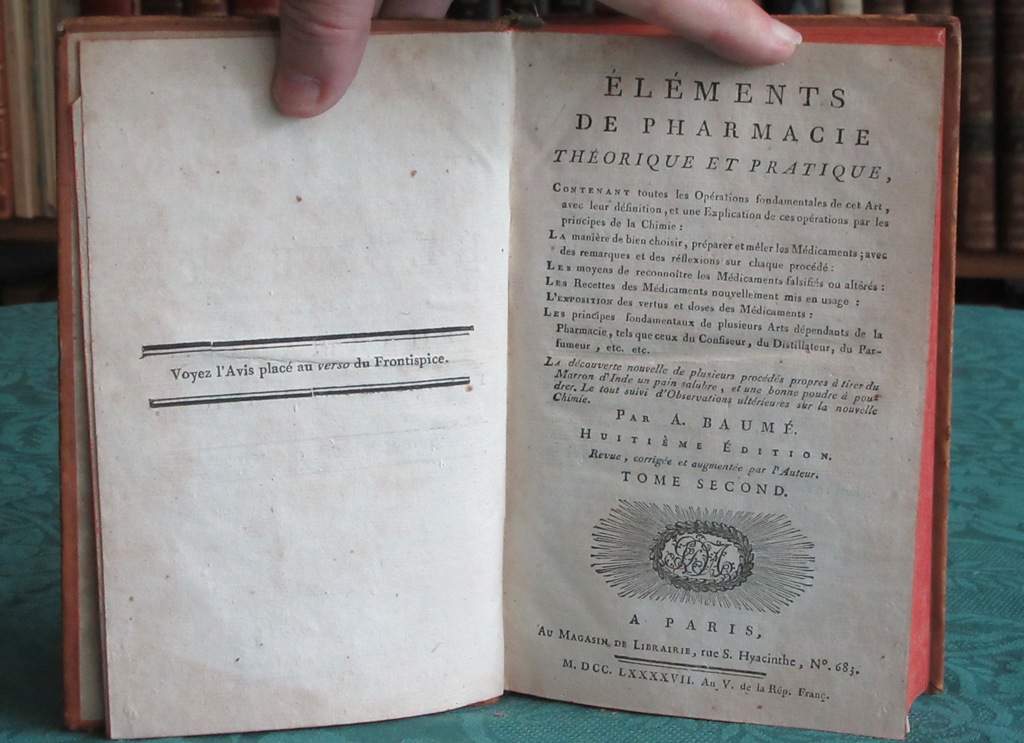 Voyez l'Avis placé au verso du Frontispice.
ÉLÉMENTS
DE PHARMACIE
THÉORIQUE ET PRATIQUE,
CONTENANT toutes les Opérations fondamentales de cet Art,
avec leur définition, et une Explication de ces opérations par les
principes de la Chimie :
LA manière de bien choisir, préparer et mêler les Médicaments ; avec
des remarques et des réflexions sur chaque procédé :
LES moyens de reconnoître les Médicaments falsifiés ou altérés :
LES Recettes des Médicaments nouvellement mis en usage :
L'EXPOSITION des vertus et doses des Médicaments :
LES principes fondamentaux de plusieurs Arts dépendants de la
Pharmacie, tels que ceux du Confiseur, du Distillateur, du Par-
fumeur, etc. etc.
La découverte nouvelle de plusieurs procédés propres à tirer du
Marron d'Inde un pain salubre, et une bonne poudre à pou-
drer. Le tout suivi d'Observations ultérieures sur la nouvelle
Chimie.
PAR A. BAUMÉ.
HUITIÈME ÉDITION.
Revue, corrigée et augmentée par l'Auteur.
TOME SECOND.
A PARIS,
AU MAGASIN DE LIBRAIRIE, rue S. Hyacinthe, N°. 683.
M. DCC. LXXXXVII. An V. de la Rép. Franç.